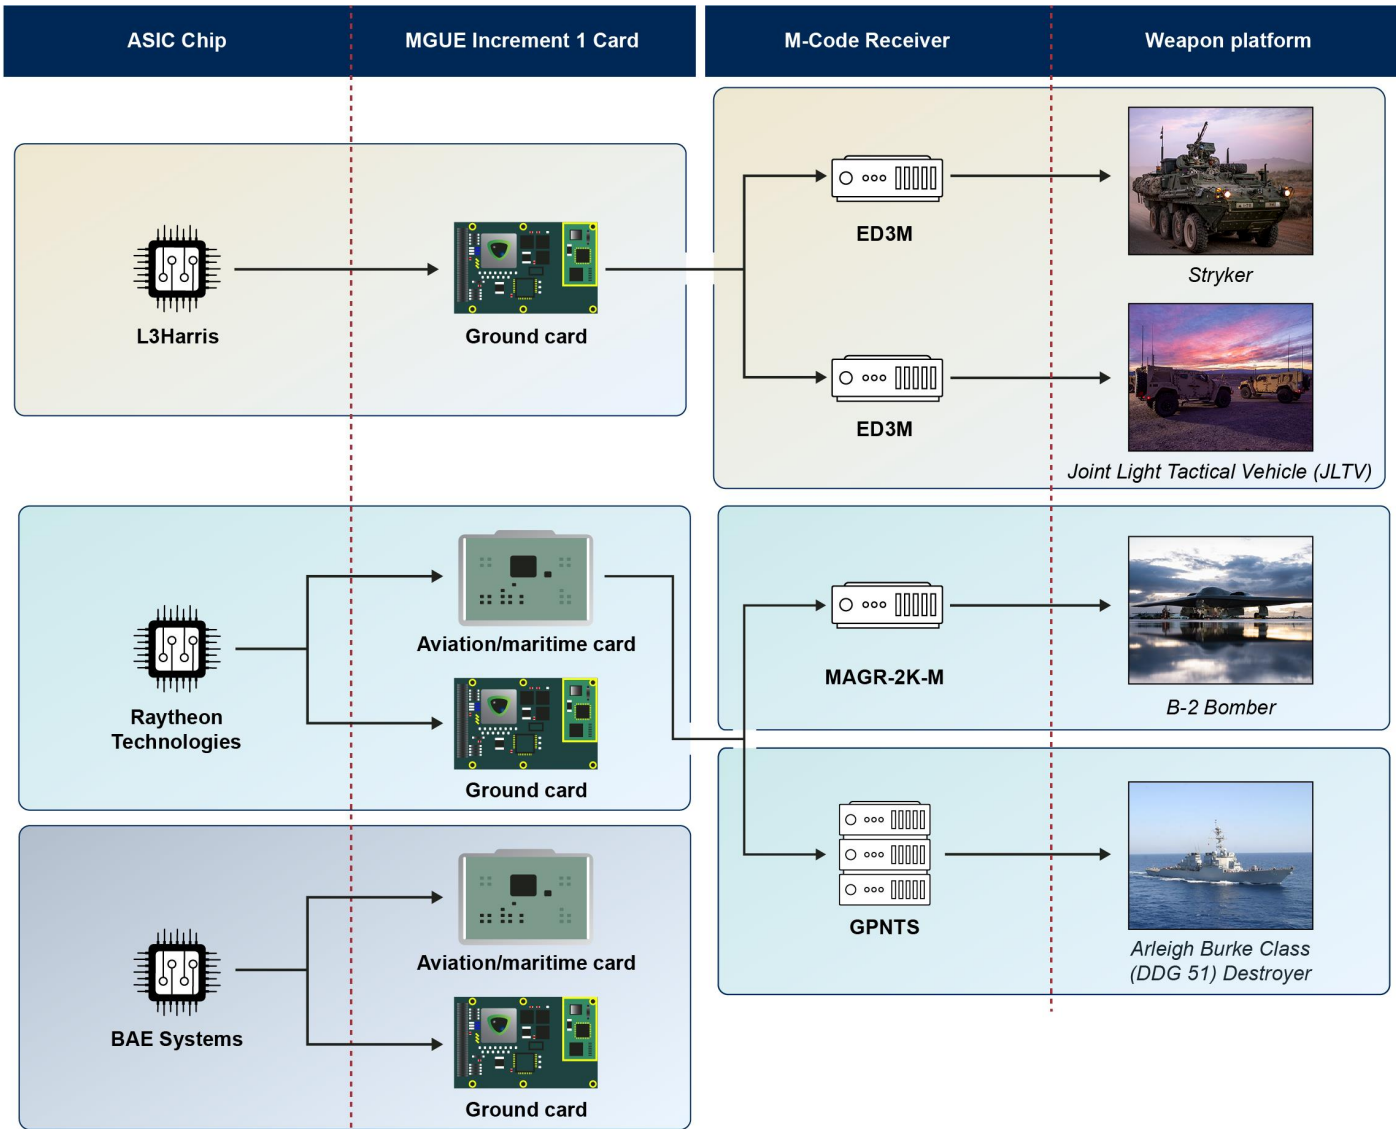 ASIC Chip
MGUE Increment 1 Card
M-Code Receiver
Weapon platform
L3Harris
Ground card
ED3M
Stryker
ED3M
Joint Light Tactical Vehicle (JLTV)
Raytheon
Technologies
Aviation/maritime card
Ground card
MAGR-2K-M
B-2 Bomber
GPNTS
Arleigh Burke Class
(DDG 51) Destroyer
BAE Systems
Aviation/maritime card
Ground card